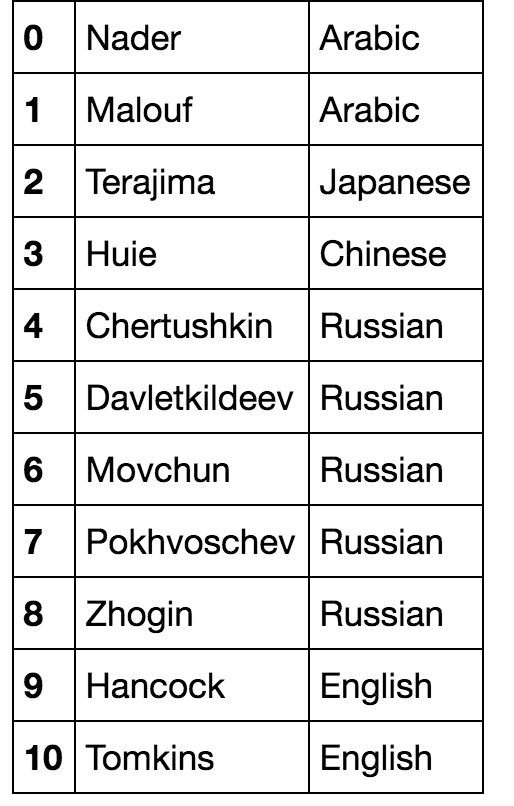 0 Nader Arabic
1 Malouf Arabic
2 Terajima Japanese
3 Huie Chinese
4 Chertushkin Russian
5 Davletkildeev Russian
6 Movchun Russian
7 Pokhvoschev Russian
8 Zhogin Russian
9 Hancock English
10 Tomkins English